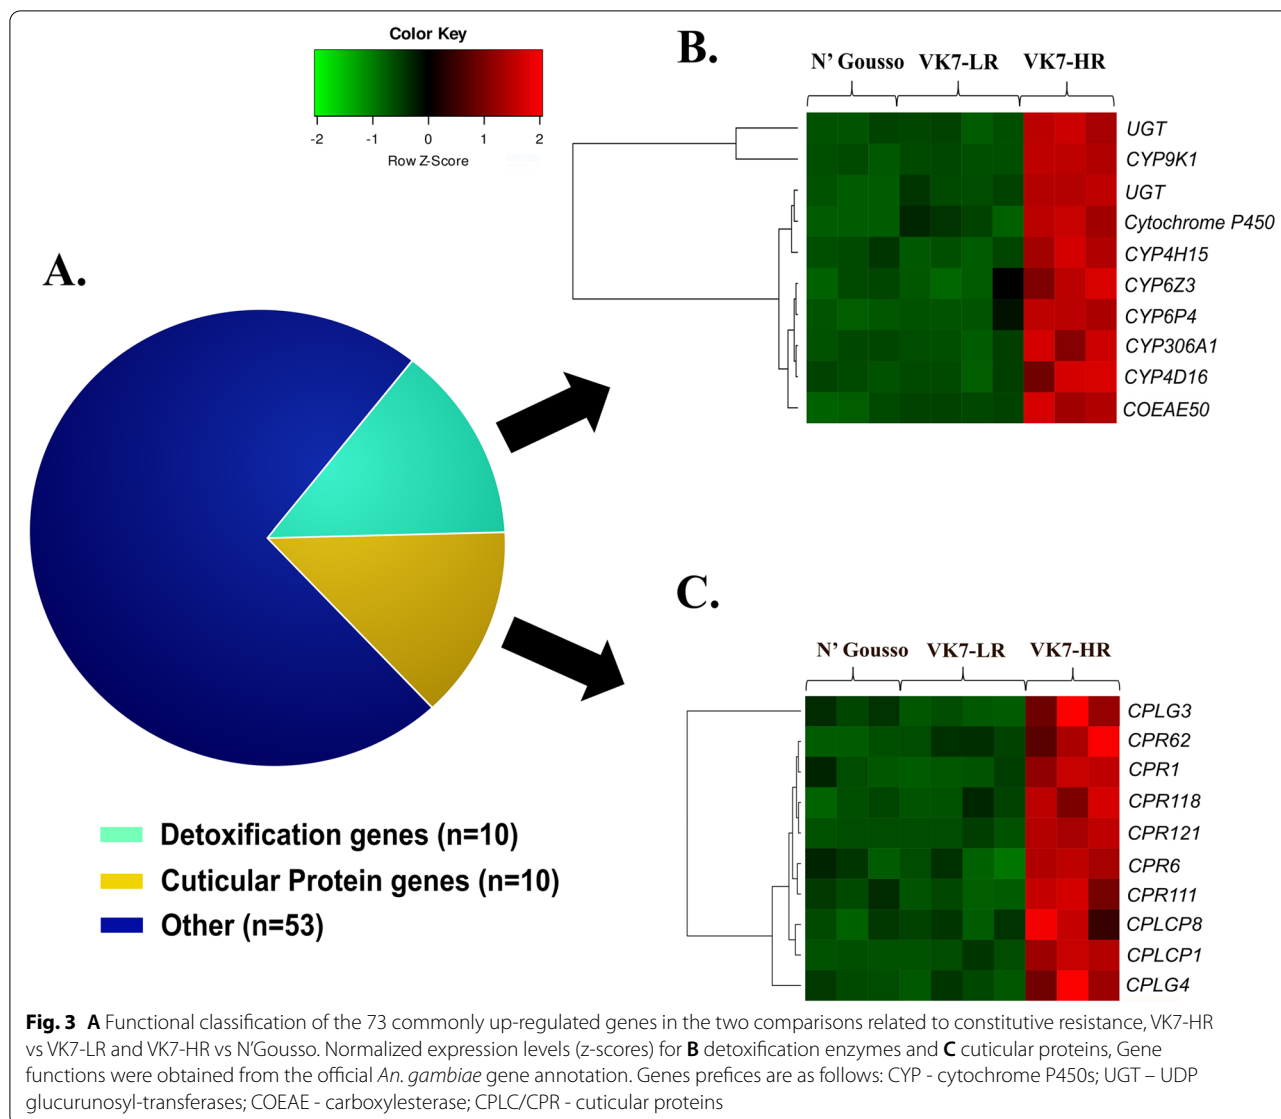 Color Key
-2 -1 0 1 2
Row Z-Score
B.
N' Gousso VK7-LR VK7-HR
UGT
CYP9K1
UGT
Cytochrome P450
CYP4H15
CYP6Z3
CYP6P4
CYP306A1
CYP4D16
COEAE50
A.
Detoxification genes (n=10)
Cuticular Protein genes (n=10)
Other (n=53)
C.
N' Gousso VK7-LR VK7-HR
CPLG3
CPR62
CPR1
CPR118
CPR121
CPR6
CPR111
CPLCP8
CPLCP1
CPLG4
Fig. 3 A Functional classification of the 73 commonly up-regulated genes in the two comparisons related to constitutive resistance, VK7-HR
vs VK7-LR and VK7-HR vs N'Gousso. Normalized expression levels (z-scores) for B detoxification enzymes and C cuticular proteins, Gene
functions were obtained from the official An. gambiae gene annotation. Genes prefices are as follows: CYP - cytochrome P450s; UGT – UDP
glucurunosyl-transferases; COEAE - carboxylesterase; CPLC/CPR - cuticular proteins